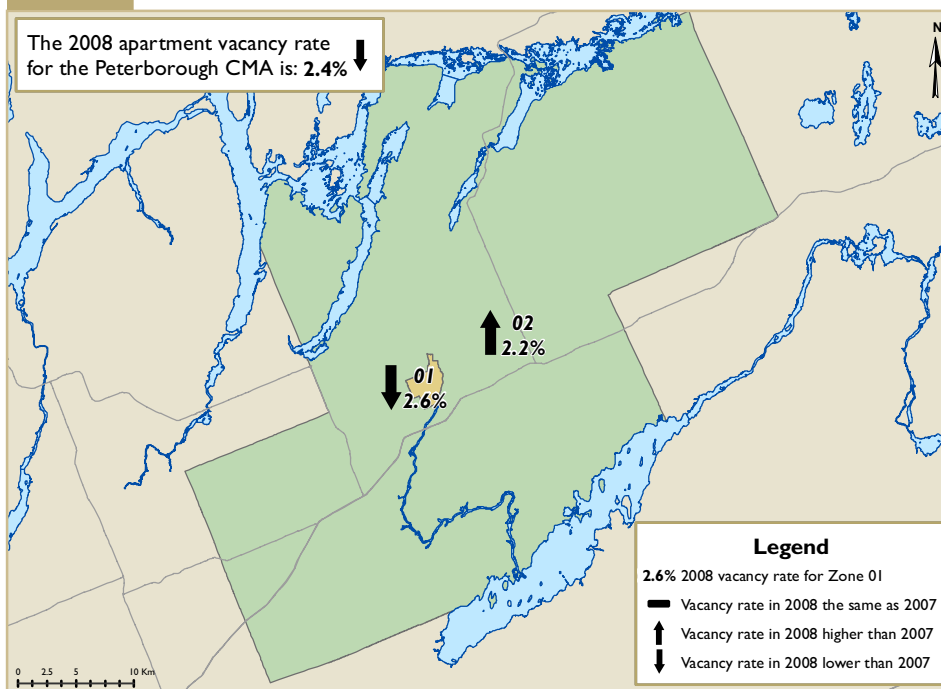 The 2008 apartment vacancy rate
for the Peterborough CMA is: 2.4%
N
02
2.2%
01
2.6%
Legend
2.6% 2008 vacancy rate for Zone 01
Vacancy rate in 2008 the same as 2007
Vacancy rate in 2008 higher than 2007
Vacancy rate in 2008 lower than 2007
0 2.5 5 10 Km